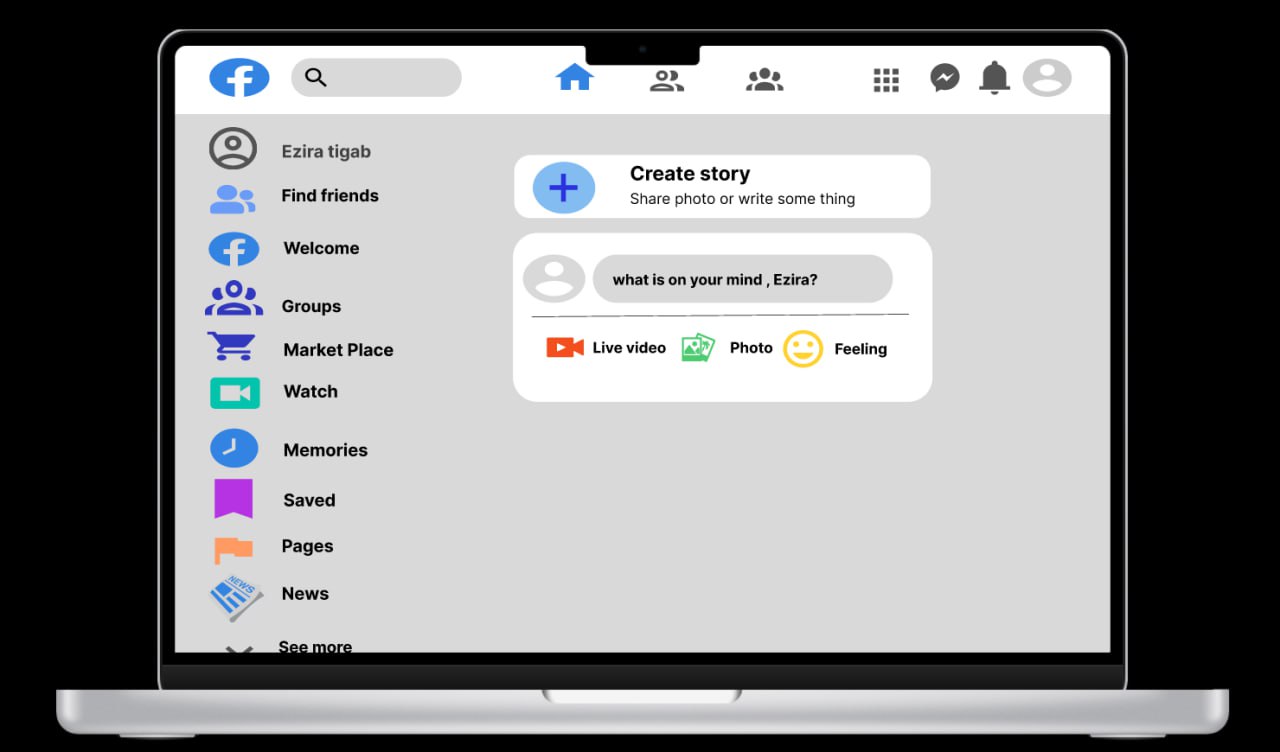 Ezira tigab
Find friends
Welcome
Groups
Market Place
Watch
Memories
Saved
Pages
NEWS
News
See more
Create story
Share photo or write some thing
what is on your mind , Ezira?
Live video
Photo
Feeling